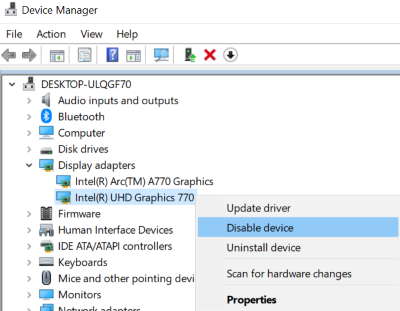 Device Manager
File Action View Help
DESKTOP-ULQGF70
Audio inputs and outputs
Bluetooth
Computer
Disk drives
Display adapters
Intel(R) Arc(TM) A770 Graphics
Intel(R) UHD Graphics 770
Firmware
Human Interface Devices
IDE ATA/ATAPI controllers
Keyboards
Mice and other pointing devi
Monitors
Network adapters
Update driver
Disable device
Uninstall device
Scan for hardware changes
Properties